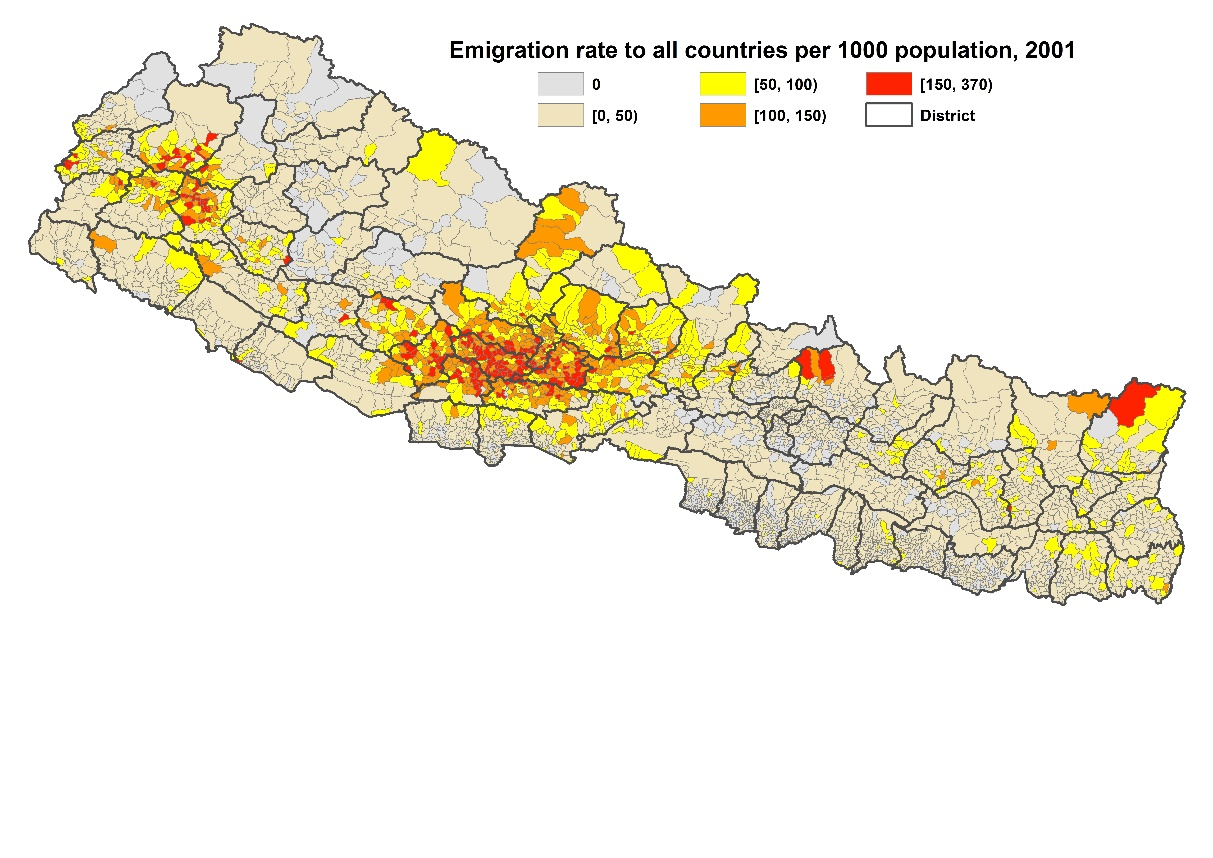 Emigration rate to all countries per 1000 population, 2001
0 [50, 100) [150, 370)
[0, 50) [100, 150) District